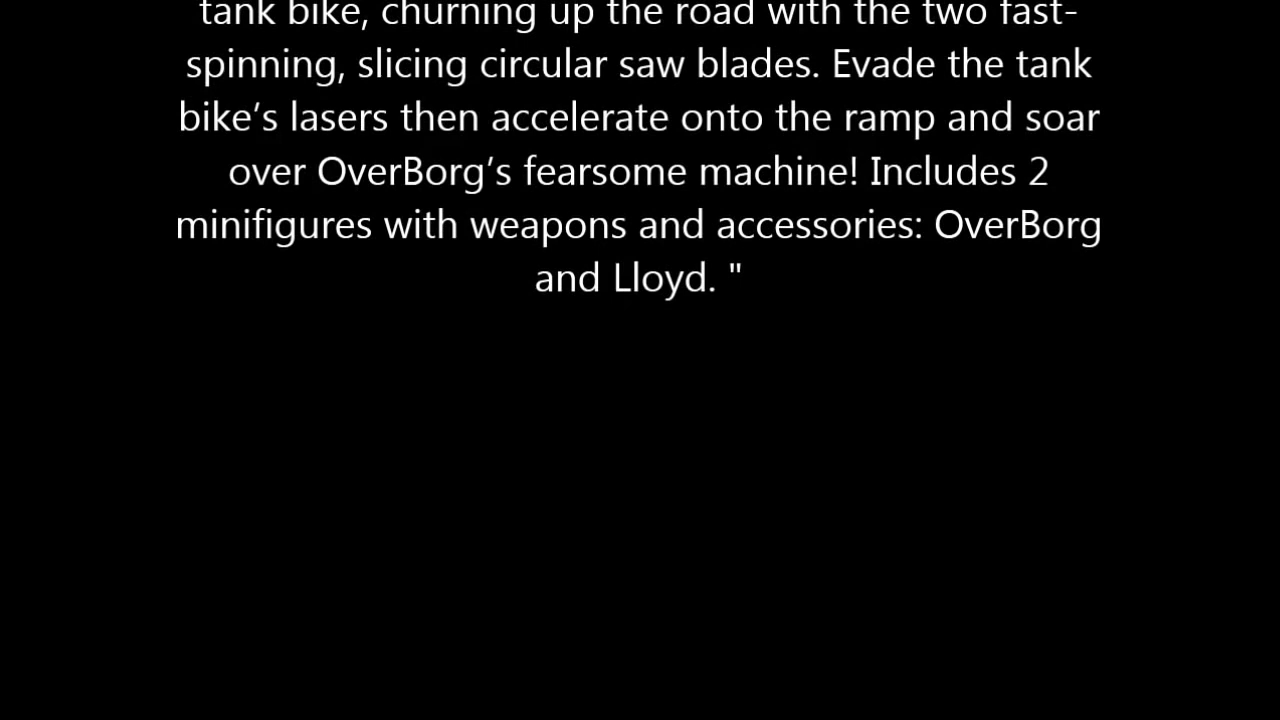 tank bike, churning up the road with the two fast-
spinning, slicing circular saw blades. Evade the tank
bike’s lasers then accelerate onto the ramp and soar
over OverBorg’s fearsome machine! Includes 2
minifigures with weapons and accessories: OverBorg
and Lloyd. "